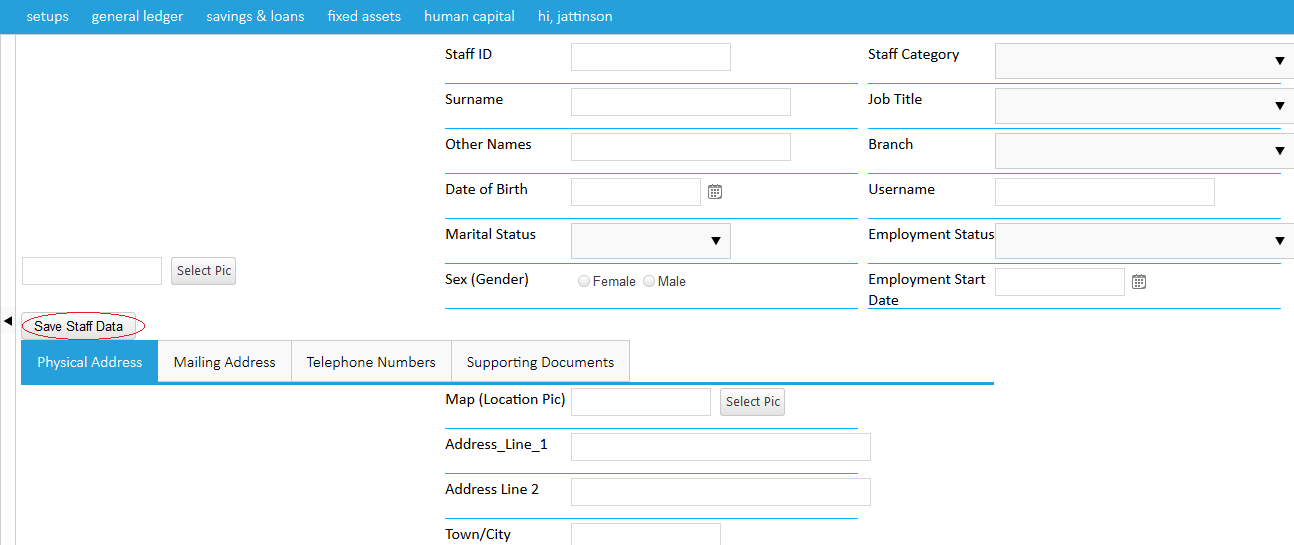 setups general ledger savings & loans fixed assets human capital hi, jattinson
Staff ID Staff Category
Surname Job Title
Other Names Branch
Date of Birth Username
Marital Status Employment Status
Select Pic
Sex (Gender) Female Male Employment Start
Date
Save Staff Data
Physical Address Mailing Address Telephone Numbers Supporting Documents
Map (Location Pic) Select Pic
Address_Line_1
Address Line 2
Town/City